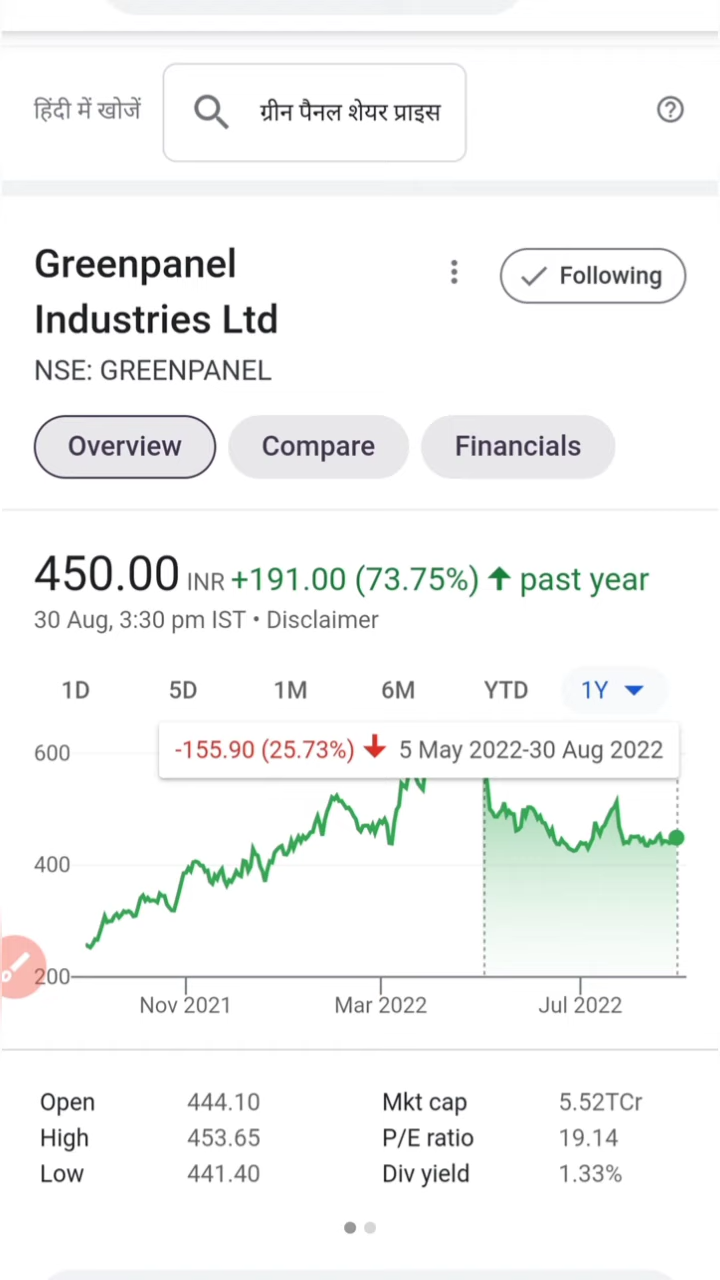 हिंदी में खोजें
ग्रीन पैनल शेयर प्राइस
Greenpanel
Industries Ltd
Following
NSE: GREENPANEL
Overview
Compare
Financials
450.00 INR +191.00 (73.75%) ↑ past year
30 Aug, 3:30 pm IST • Disclaimer
1D 5D 1M 6M YTD 1Y
-155.90 (25.73%) ↓ 5 May 2022-30 Aug 2022
600
400
200
Nov 2021 Mar 2022 Jul 2022
Open 444.10 Mkt cap 5.52TCr
High 453.65 P/E ratio 19.14
Low 441.40 Div yield 1.33%